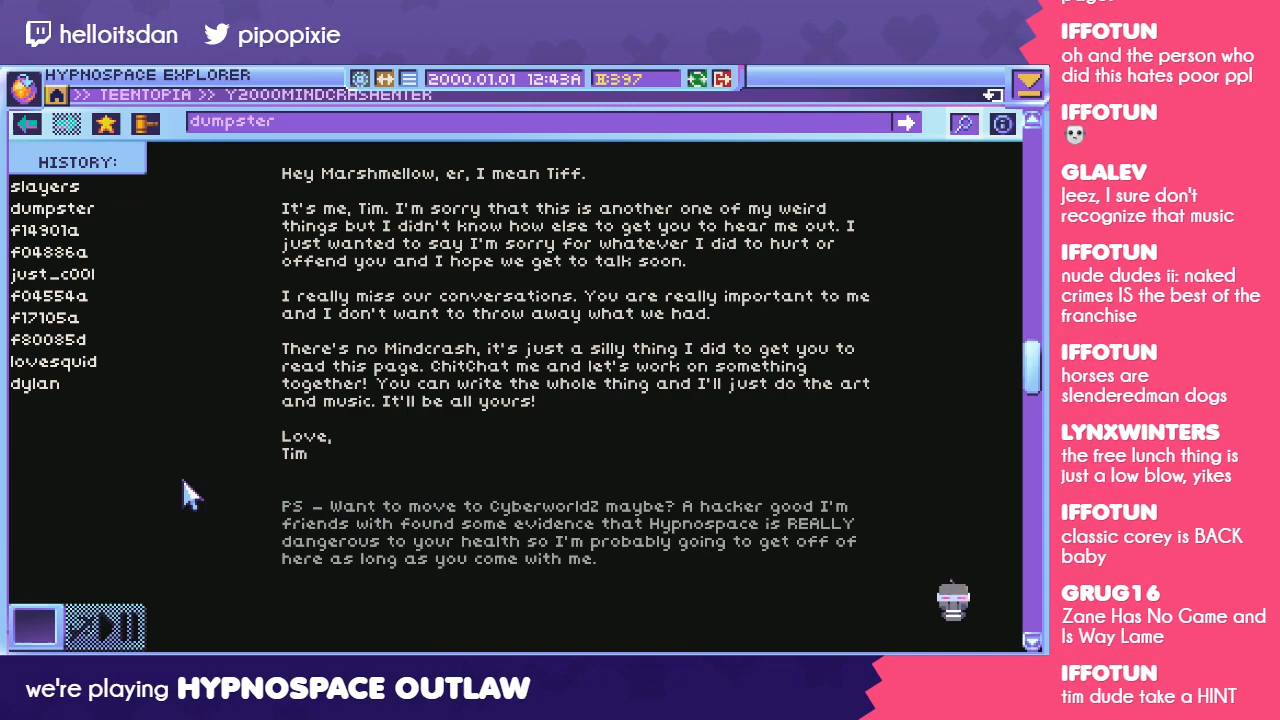 helloitsdan
pipopixie
HYPNOSPACE EXPLORER
2000.01.01 12:43A
397
>> TEENTOPIA >> Y2000MINDCRASHENTER
dumpster
HISTORY:
slayers
dumpster
f14901a
f04886a
just_c00l
f04554a
f17105a
f80085d
lovesquid
dylan
Hey Marshmellow, er, I mean Tiff.
It's me, Tim. I'm sorry that this is another one of my weird
things but I didn't know how else to get you to hear me out. I
just wanted to say I'm sorry for whatever I did to hurt or
offend you and I hope we get to talk soon.
I really miss our conversations. You are really important to me
and I don't want to throw away what we had.
There's no Mindcrash, it's just a silly thing I did to get you to
read this page. ChitChat me and let's work on something
together! You can write the whole thing and I'll just do the art
and music. It'll be all yours!
Love,
Tim
PS - Want to move to CyberworldZ maybe? A hacker good I'm
friends with found some evidence that Hypnospace is REALLY
dangerous to your health so I'm probably going to get off of
here as long as you come with me.
we're playing HYPNOSPACE OUTLAW
IFFOTUN
oh and the person who
did this hates poor ppl
IFFOTUN
GLALEV
Jeez, I sure don't
recognize that music
IFFOTUN
nude dudes ii: naked
crimes IS the best of the
franchise
IFFOTUN
horses are
slenderedman dogs
LYNXWINTERS
the free lunch thing is
just a low blow, yikes
IFFOTUN
classic corey is BACK
baby
GRUG16
Zane Has No Game and
Is Way Lame
IFFOTUN
tim dude take a HINT